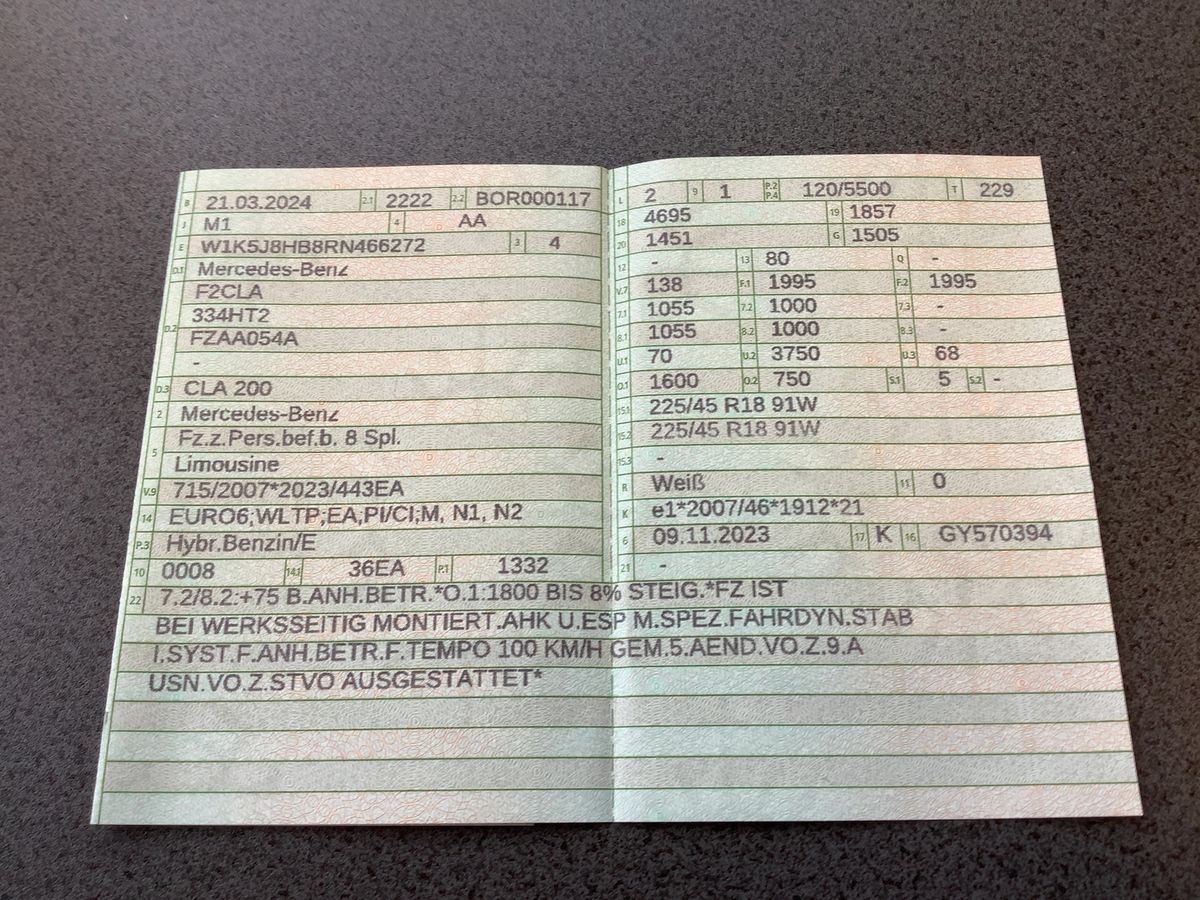 B 21.03.2024 2.1 2222 2.2 BOR000117
J M1 4 AA
E W1K5J8HB8RN466272 3 4
D.1 Mercedes-Benz
F2CLA
334HT2
D.2 FZAA054A
-
D.3 CLA 200
2 Mercedes-Benz
Fz.z.Pers.bef.b. 8 Spl.
5 Limousine
V.9 715/2007*2023/443EA
14 EURO6;WLTP;EA,PI/CI;M, N1, N2
P.3 Hybr.Benzin/E
10 0008 14.1 36EA P.1 1332
L 2 9 1 P.2 P.4 120/5500 T 229
18 4695 19 1857
20 1451 G 1505
12 - 13 80 Q -
V.7 138 F.1 1995 F.2 1995
7.1 1055 7.2 1000 7.3 -
8.1 1055 8.2 1000 8.3 -
U.1 70 U.2 3750 U.3 68
O.1 1600 O.2 750 S.1 5 S.2 -
15.1 225/45 R18 91W
15.2 225/45 R18 91W
15.3 -
R Weiß 11 0
K e1*2007/46*1912*21
6 09.11.2023 17 K 16 GY570394
21 -
22 7.2/8.2:+75 B.ANH.BETR.*O.1:1800 BIS 8% STEIG.*FZ IST
BEI WERKSSEITIG MONTIERT.AHK U.ESP M.SPEZ.FAHRDYN.STAB
I.SYST.F.ANH.BETR.F.TEMPO 100 KM/H GEM.5.AEND.VO.Z.9.A
USN.VO.Z.STVO AUSGESTATTET*